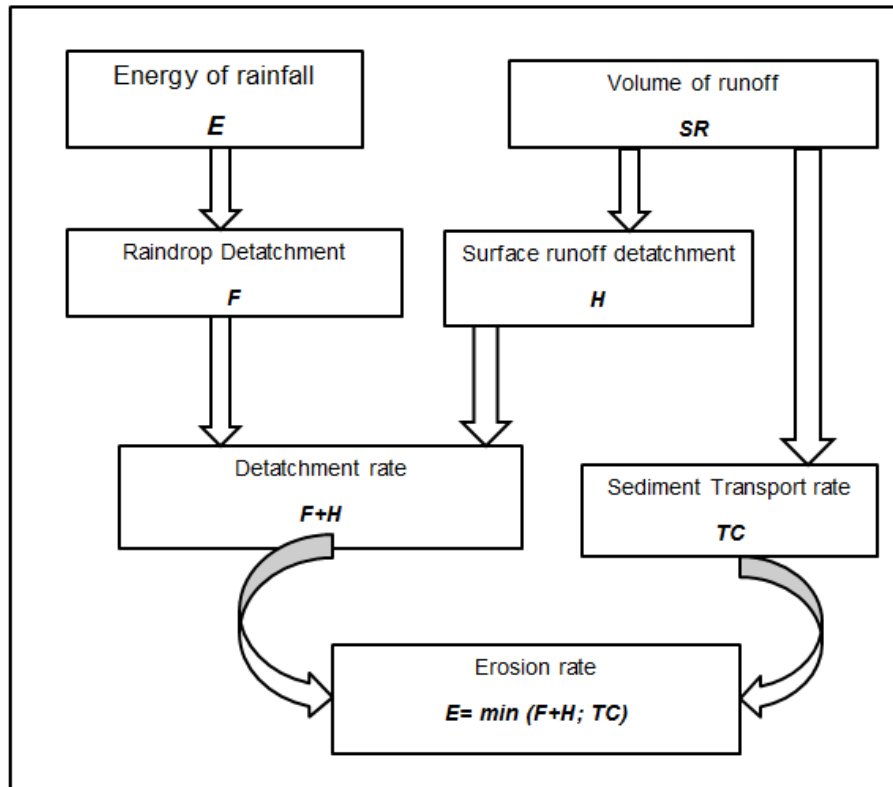 Energy of rainfall
E
Volume of runoff
SR
Raindrop Detatchment
F
Surface runoff detatchment
H
Detatchment rate
F+H
Sediment Transport rate
TC
Erosion rate
E= min (F+H; TC)